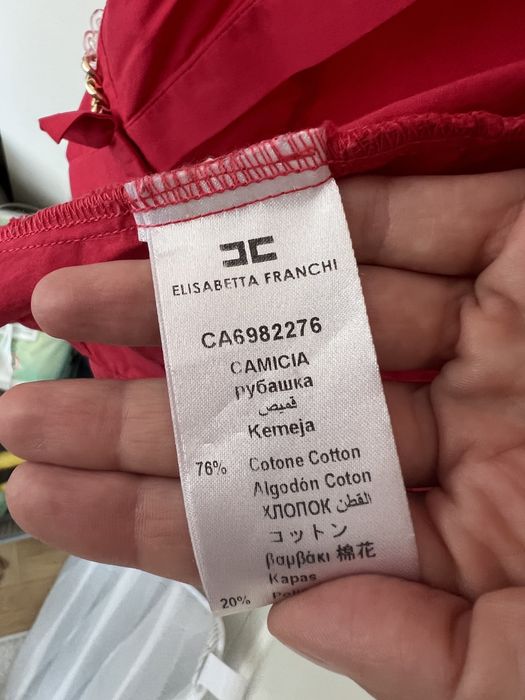 ELISABETTA FRANCHI
CA6982276
CAMICIA
рубашка
قميص
Kemeja
76% Cotone Cotton
Algodón Coton
ХЛОПОК القطن
コットン
βαμβάκι 棉花
Kapas
20%